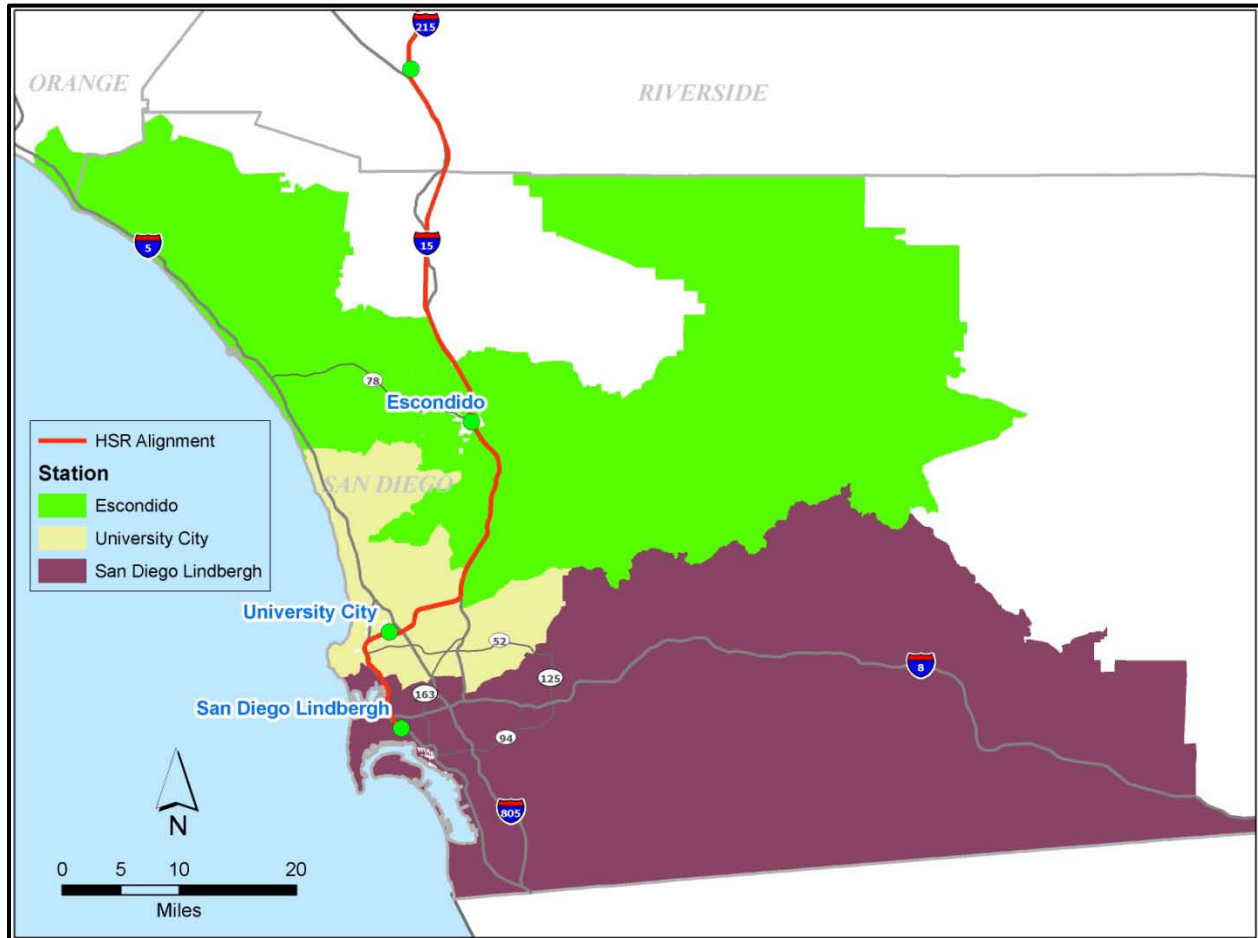 215
ORANGE
RIVERSIDE
5
15
78
Escondido
HSR Alignment
Station
Escondido
University City
San Diego Lindbergh
SAN DIEGO
University City
52
125
163
8
San Diego Lindbergh
94
805
N
0 5 10 20
Miles